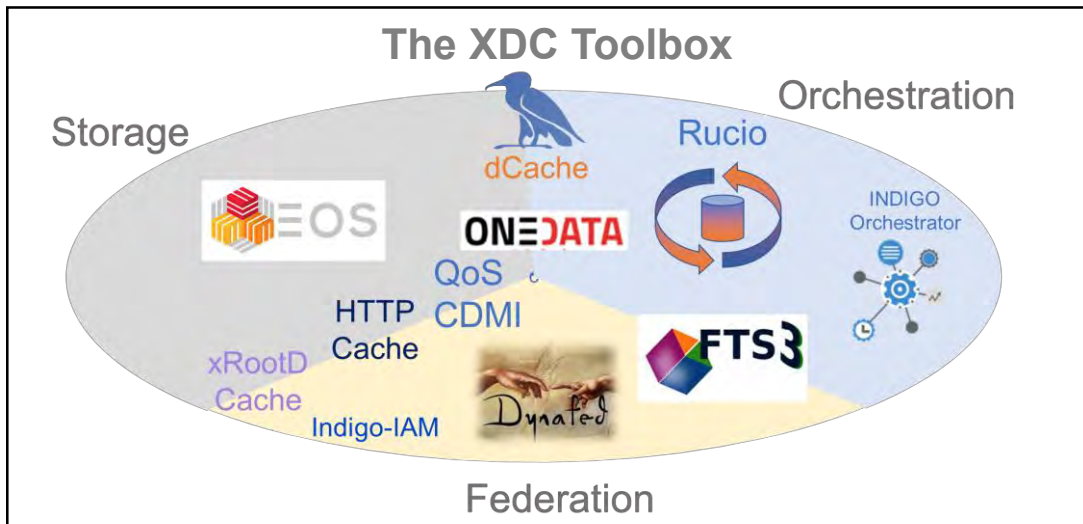 The XDC Toolbox
Storage
Orchestration
dCache
Rucio
EOS
ONEDATA
INDIGO
Orchestrator
QoS
CDMI
HTTP
Cache
FTS3
xRootD
Cache
Dynafed
Indigo-IAM
Federation